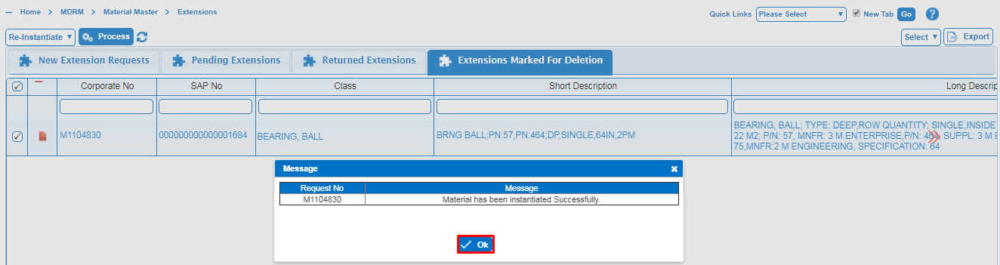 Home > MDRM > Material Master > Extensions
Quick Links Please Select New Tab Go ?
Re-Instantiate Process Select Export
New Extension Requests Pending Extensions Returned Extensions Extensions Marked For Deletion
Corporate No SAP No Class Short Description Long Descrip
M1104830 000000000000001684 BEARING, BALL BRNG BALL;PN:57,PN:464;DP,SINGLE,64IN,2PM
BEARING, BALL; TYPE: DEEP,ROW QUANTITY: SINGLE,INSIDE
22 M2; P/N: 57, MNFR: 3 M ENTERPRISE,P/N: 464, SUPPL: 3 M E
75,MNFR:2 M ENGINEERING, SPECIFICATION: 64
Message
Request No Message
M1104830 Material has been instantiated Successfully.
Ok